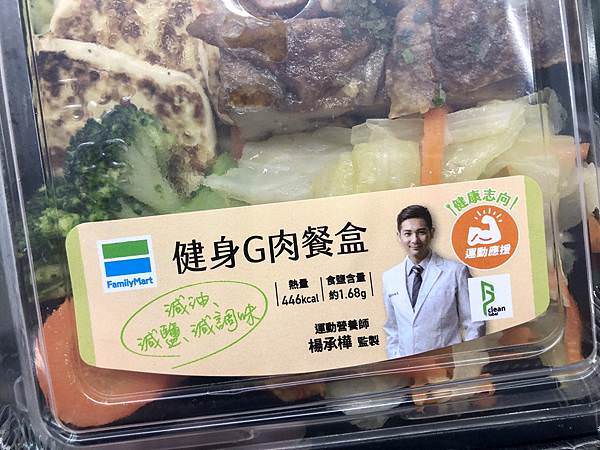 健康志向
運動應援
FamilyMart
健身G肉餐盒
熱量
446kcal
食鹽含量
約1.68g
減油、
減鹽、減調味
運動營養師
楊承樺 監製
clean
label